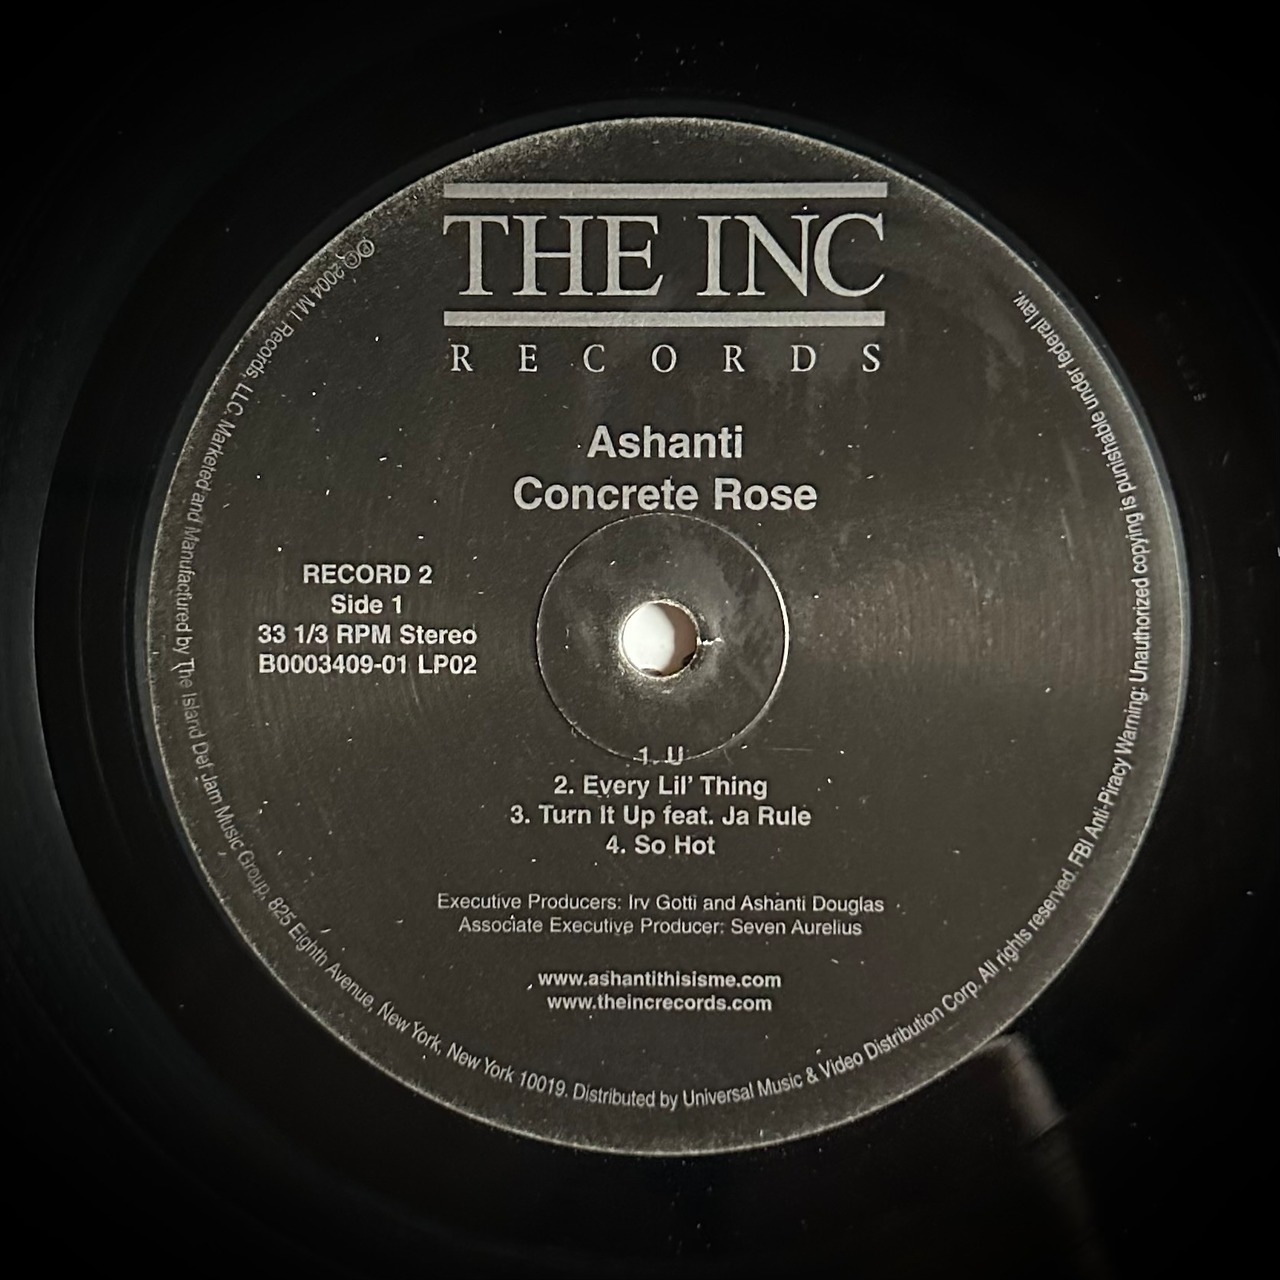 THE INC
RECORDS
Ashanti
Concrete Rose
RECORD 2
Side 1
33 1/3 RPM Stereo
B0003409-01 LP02
1. U
2. Every Lil' Thing
3. Turn It Up feat. Ja Rule
4. So Hot
Executive Producers: Irv Gotti and Ashanti Douglas
Associate Executive Producer: Seven Aurelius
www.ashantithisisme.com
www.theincrecords.com
℗© 2004 M I Records, LLC. Marketed and Manufactured by The Island Def Jam Music Group, 825 Eighth Avenue, New York, New York 10019. Distributed by Universal Music & Video Distribution Corp. All rights reserved. FBI Anti-Piracy Warning: Unauthorized copying is punishable under federal law.